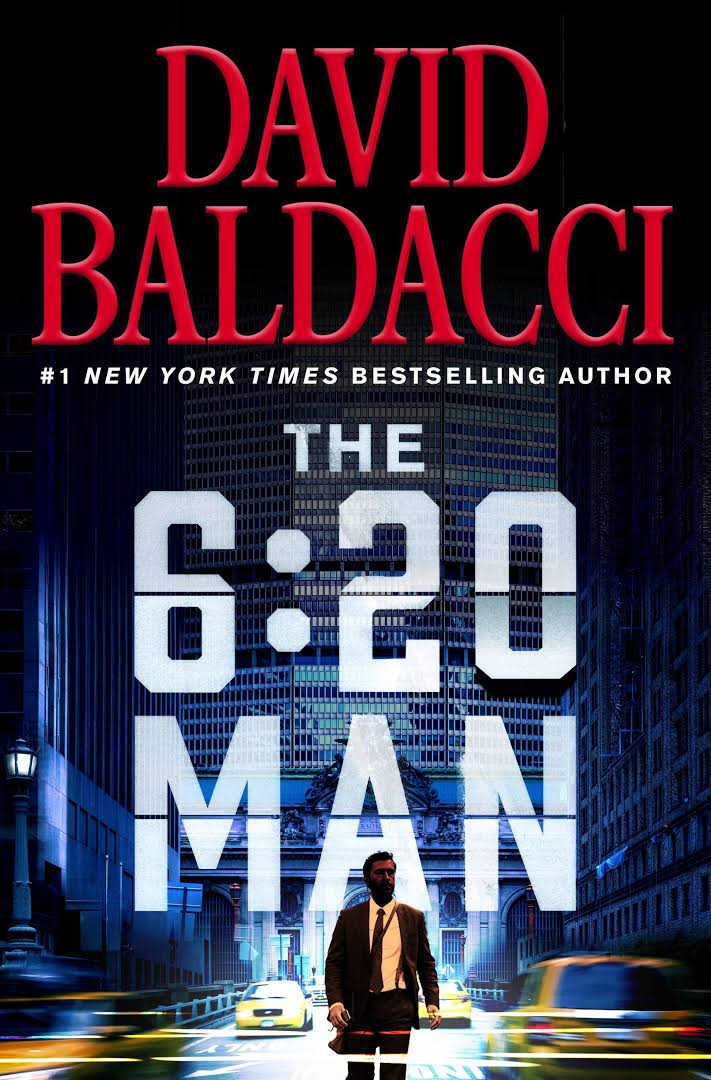 DAVID
BALDACCI
#1 NEW YORK TIMES BESTSELLING AUTHOR
THE
6:20
MAN